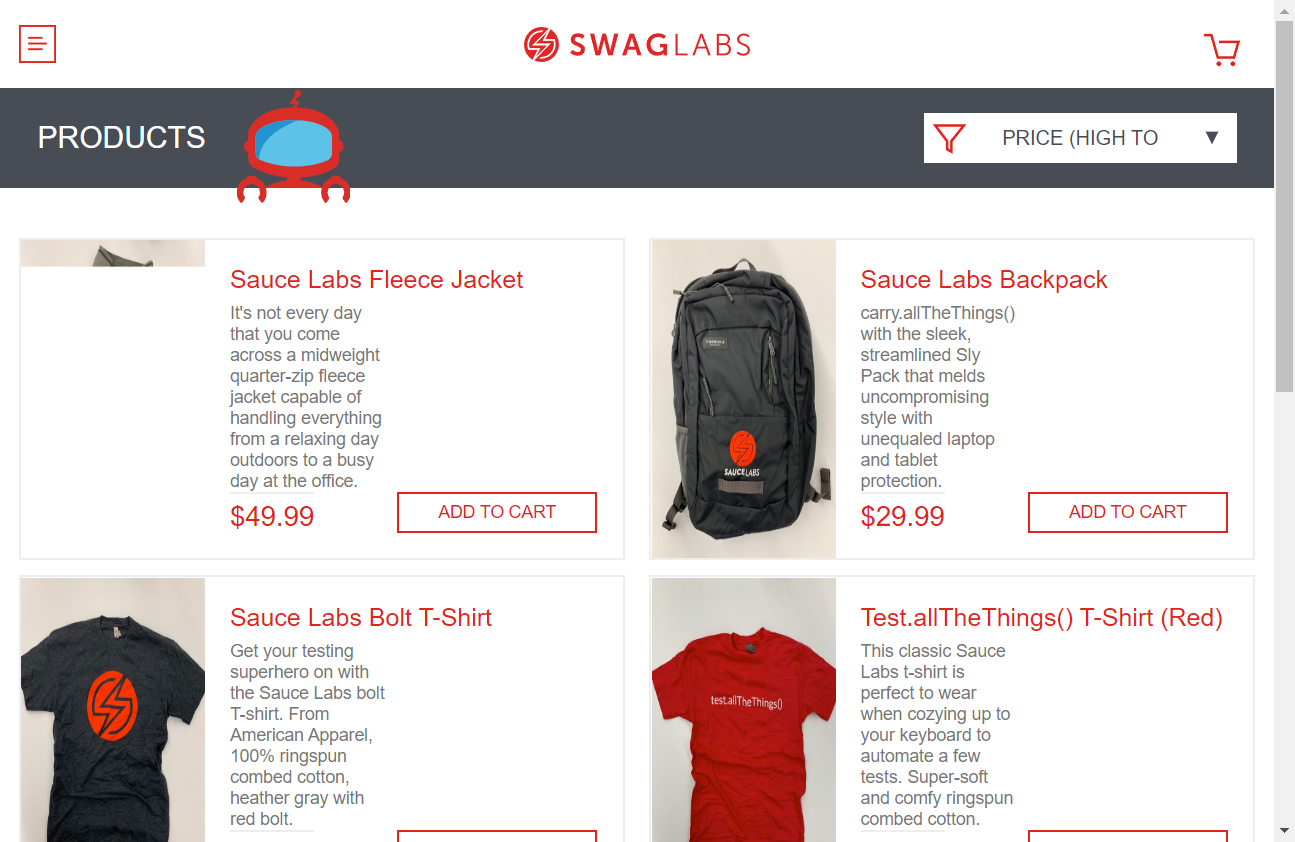 SWAGLABS
PRODUCTS
PRICE (HIGH TO
Sauce Labs Fleece Jacket
It's not every day
that you come
across a midweight
quarter-zip fleece
jacket capable of
handling everything
from a relaxing day
outdoors to a busy
day at the office.
$49.99
ADD TO CART
Sauce Labs Backpack
carry.allTheThings()
with the sleek,
streamlined Sly
Pack that melds
uncompromising
style with
unequaled laptop
and tablet
protection.
$29.99
ADD TO CART
SAUCELABS
Sauce Labs Bolt T-Shirt
Get your testing
superhero on with
the Sauce Labs bolt
T-shirt. From
American Apparel,
100% ringspun
combed cotton,
heather gray with
red bolt.
Test.allTheThings() T-Shirt (Red)
This classic Sauce
Labs t-shirt is
perfect to wear
when cozying up to
your keyboard to
automate a few
tests. Super-soft
and comfy ringspun
combed cotton.
test.allTheThings()